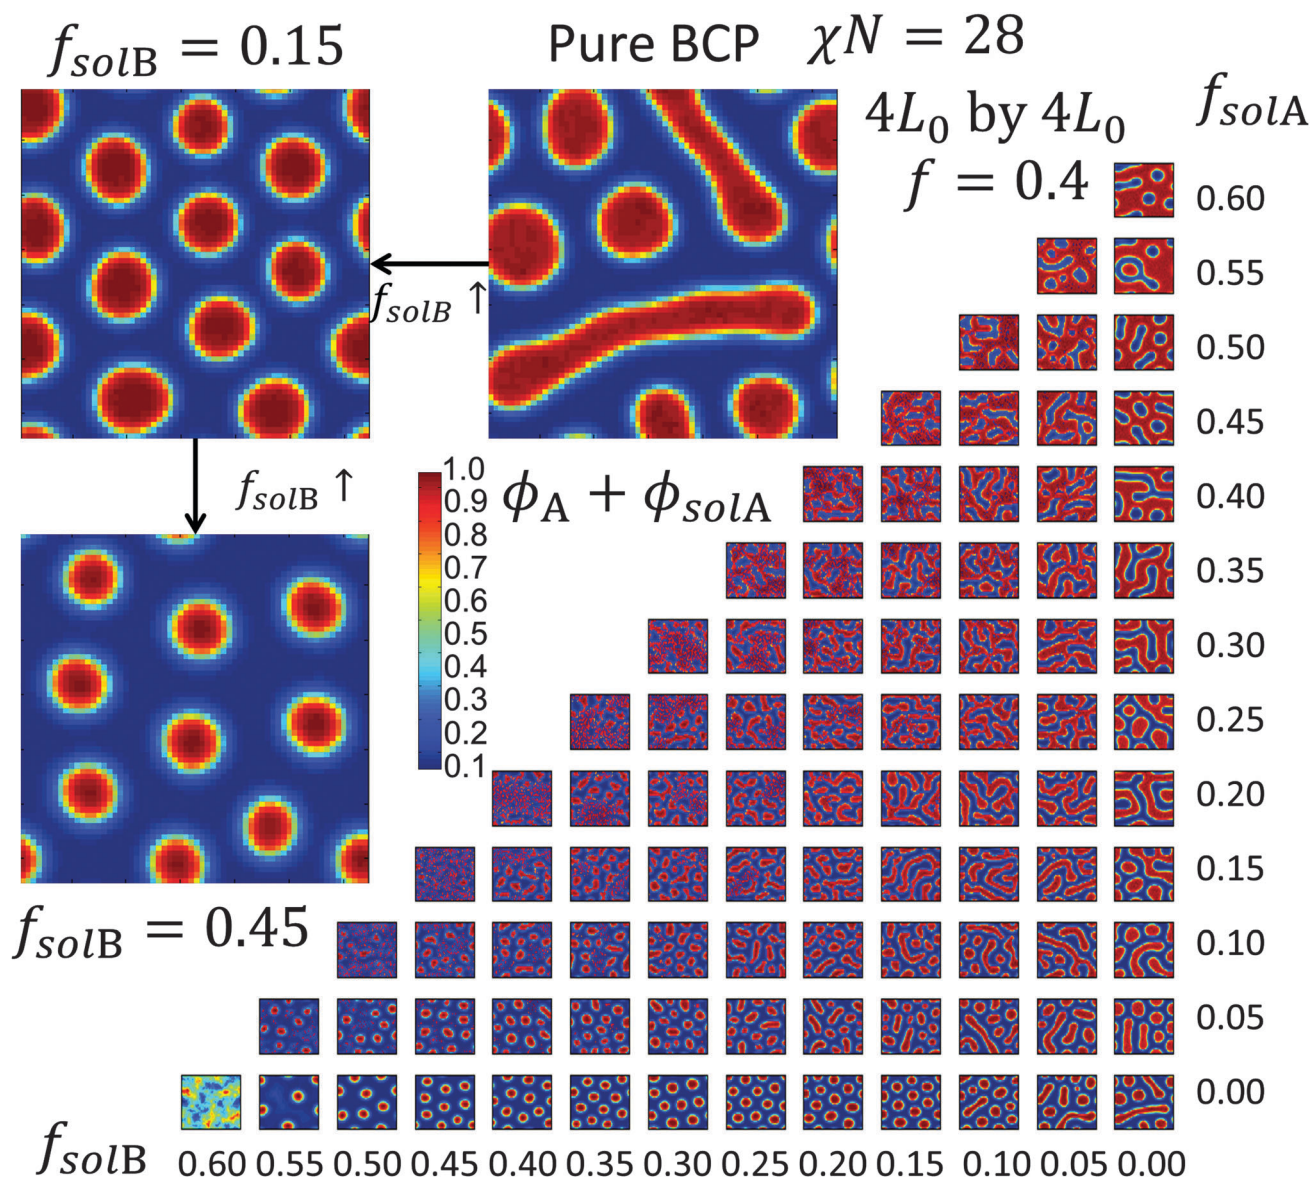 f_solB = 0.15
Pure BCP χN = 28
4L₀ by 4L₀
f = 0.4
f_solA
f_solB ↑
f_solB ↑
f_solB = 0.45
ϕ_A + ϕ_solA
1.0
0.9
0.8
0.7
0.6
0.5
0.4
0.3
0.2
0.1
0.60
0.55
0.50
0.45
0.40
0.35
0.30
0.25
0.20
0.15
0.10
0.05
0.00
f_solB 0.60 0.55 0.50 0.45 0.40 0.35 0.30 0.25 0.20 0.15 0.10 0.05 0.00